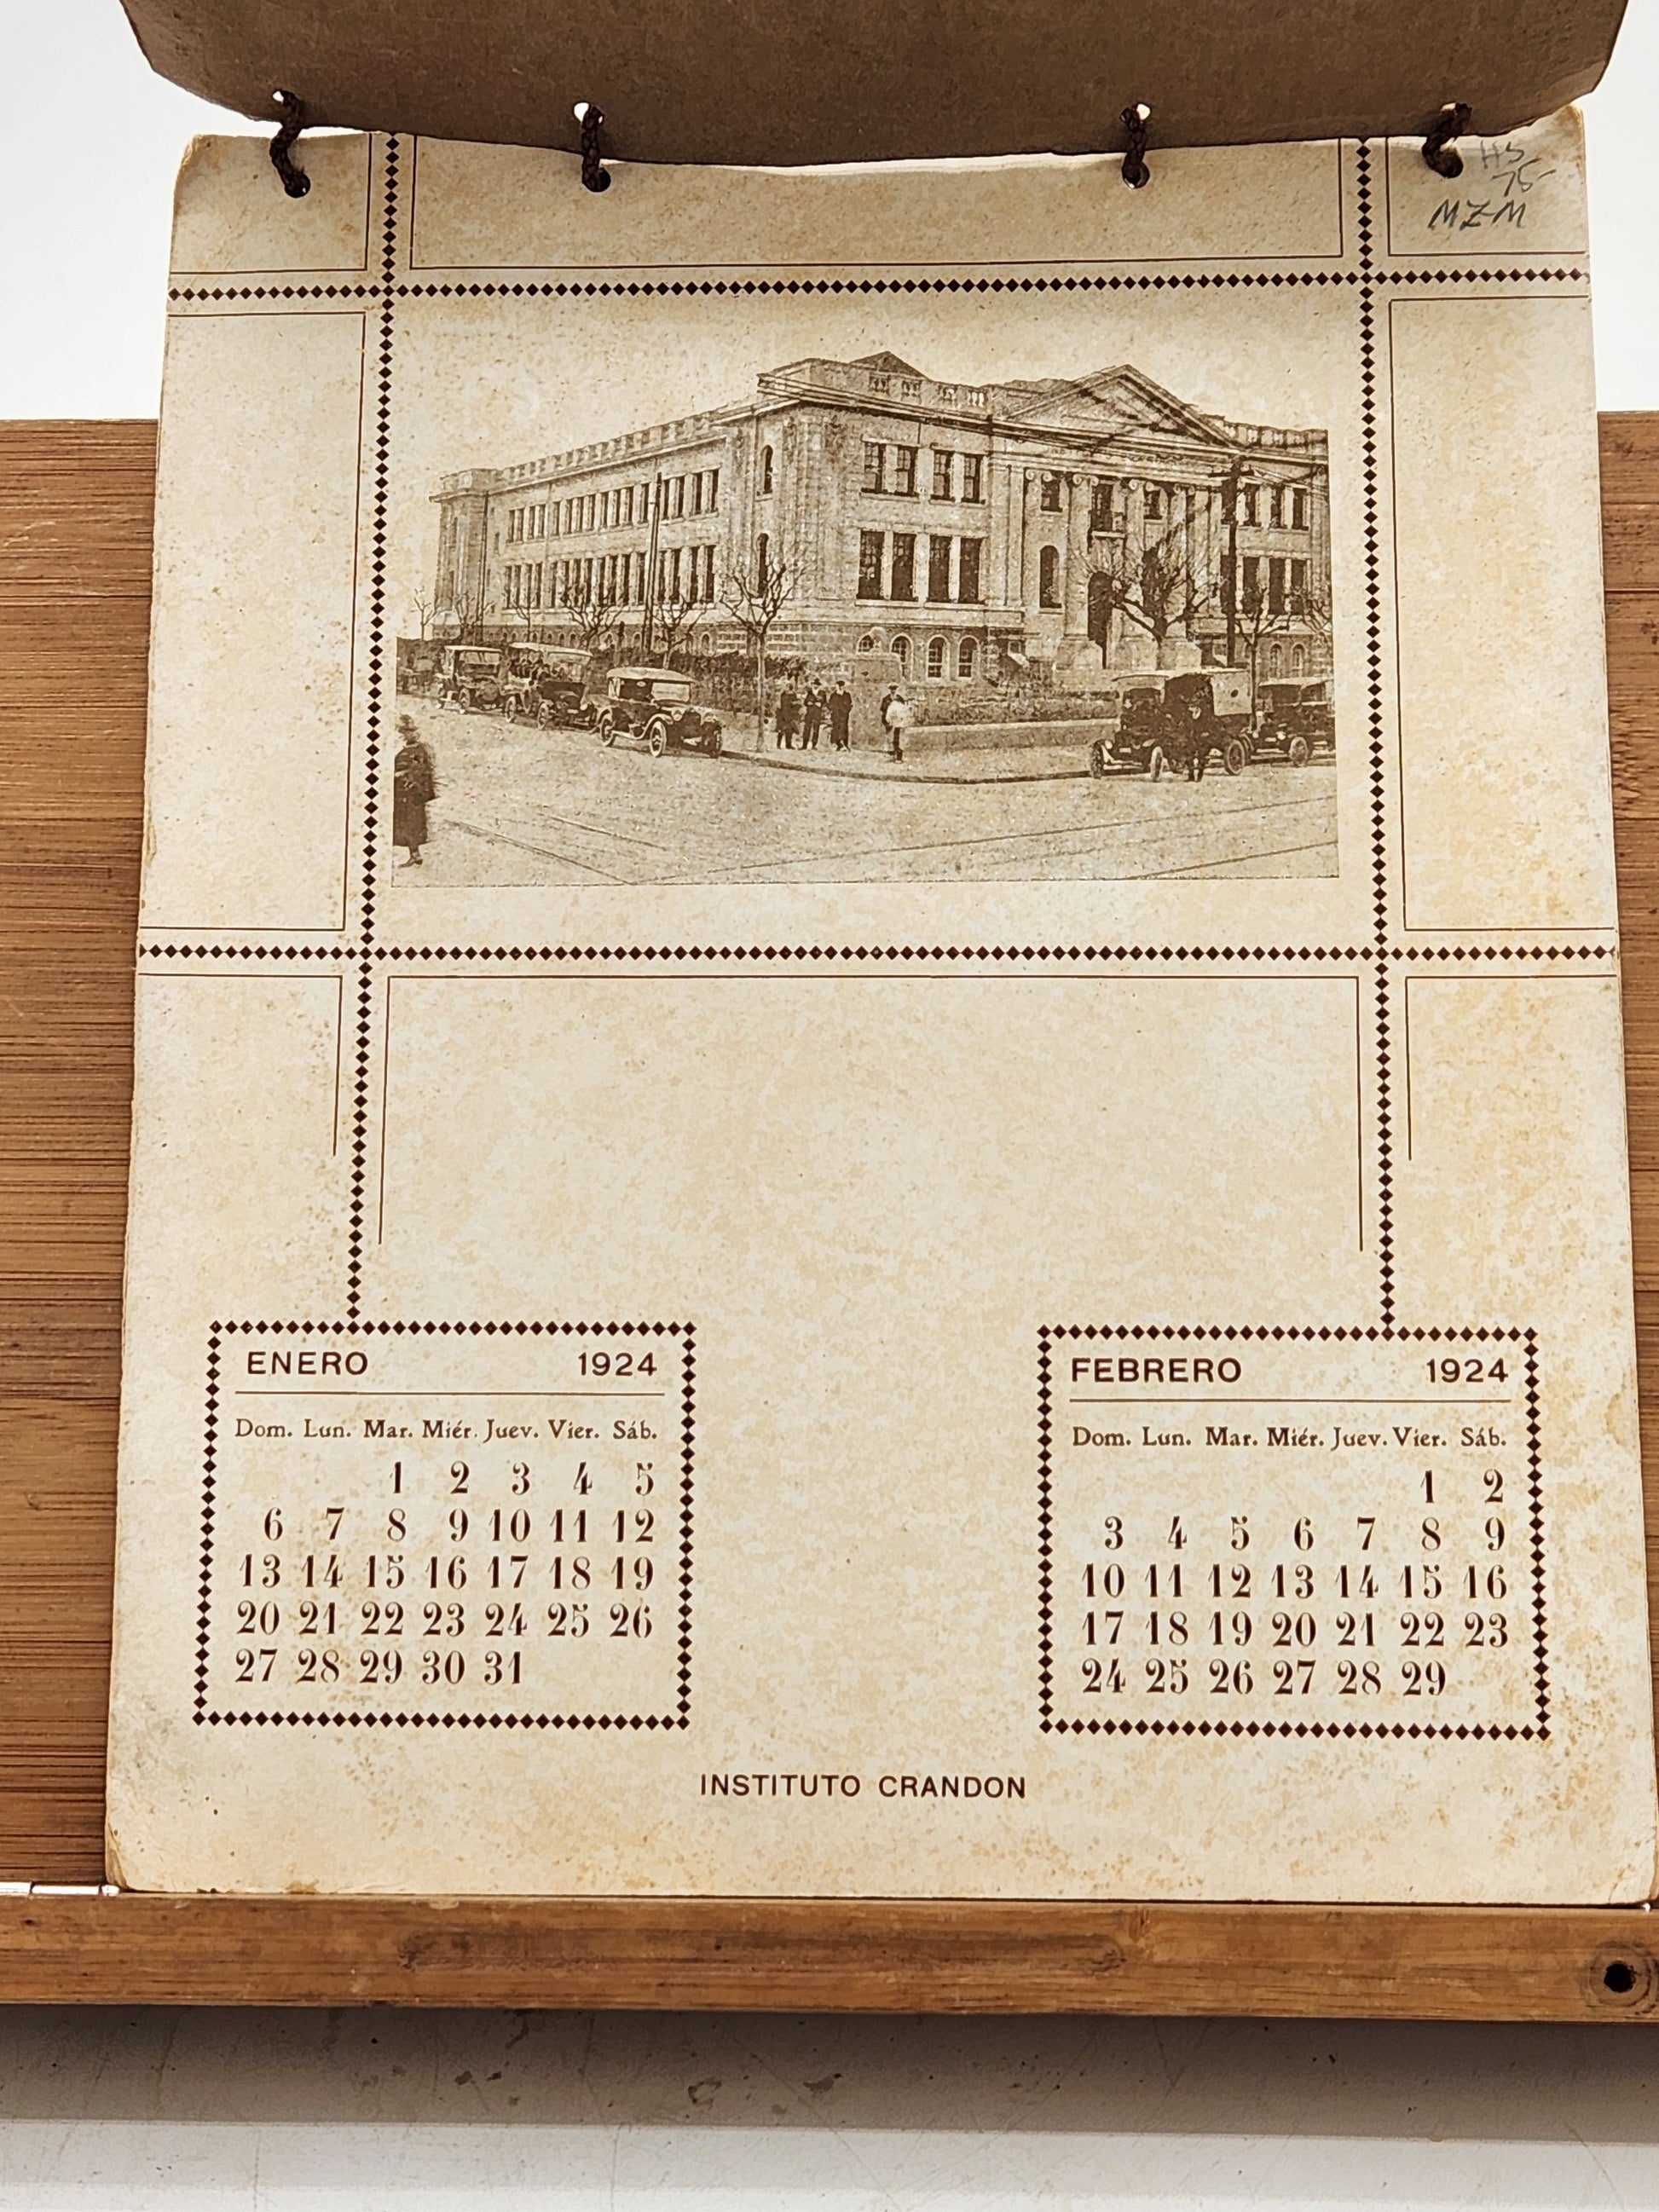 HS
75-
MZM
ENERO 1924
Dom. Lun. Mar. Miér. Juev. Vier. Sáb.
1 2 3 4 5
6 7 8 9 10 11 12
13 14 15 16 17 18 19
20 21 22 23 24 25 26
27 28 29 30 31
FEBRERO 1924
Dom. Lun. Mar. Miér. Juev. Vier. Sáb.
1 2
3 4 5 6 7 8 9
10 11 12 13 14 15 16
17 18 19 20 21 22 23
24 25 26 27 28 29
INSTITUTO CRANDON